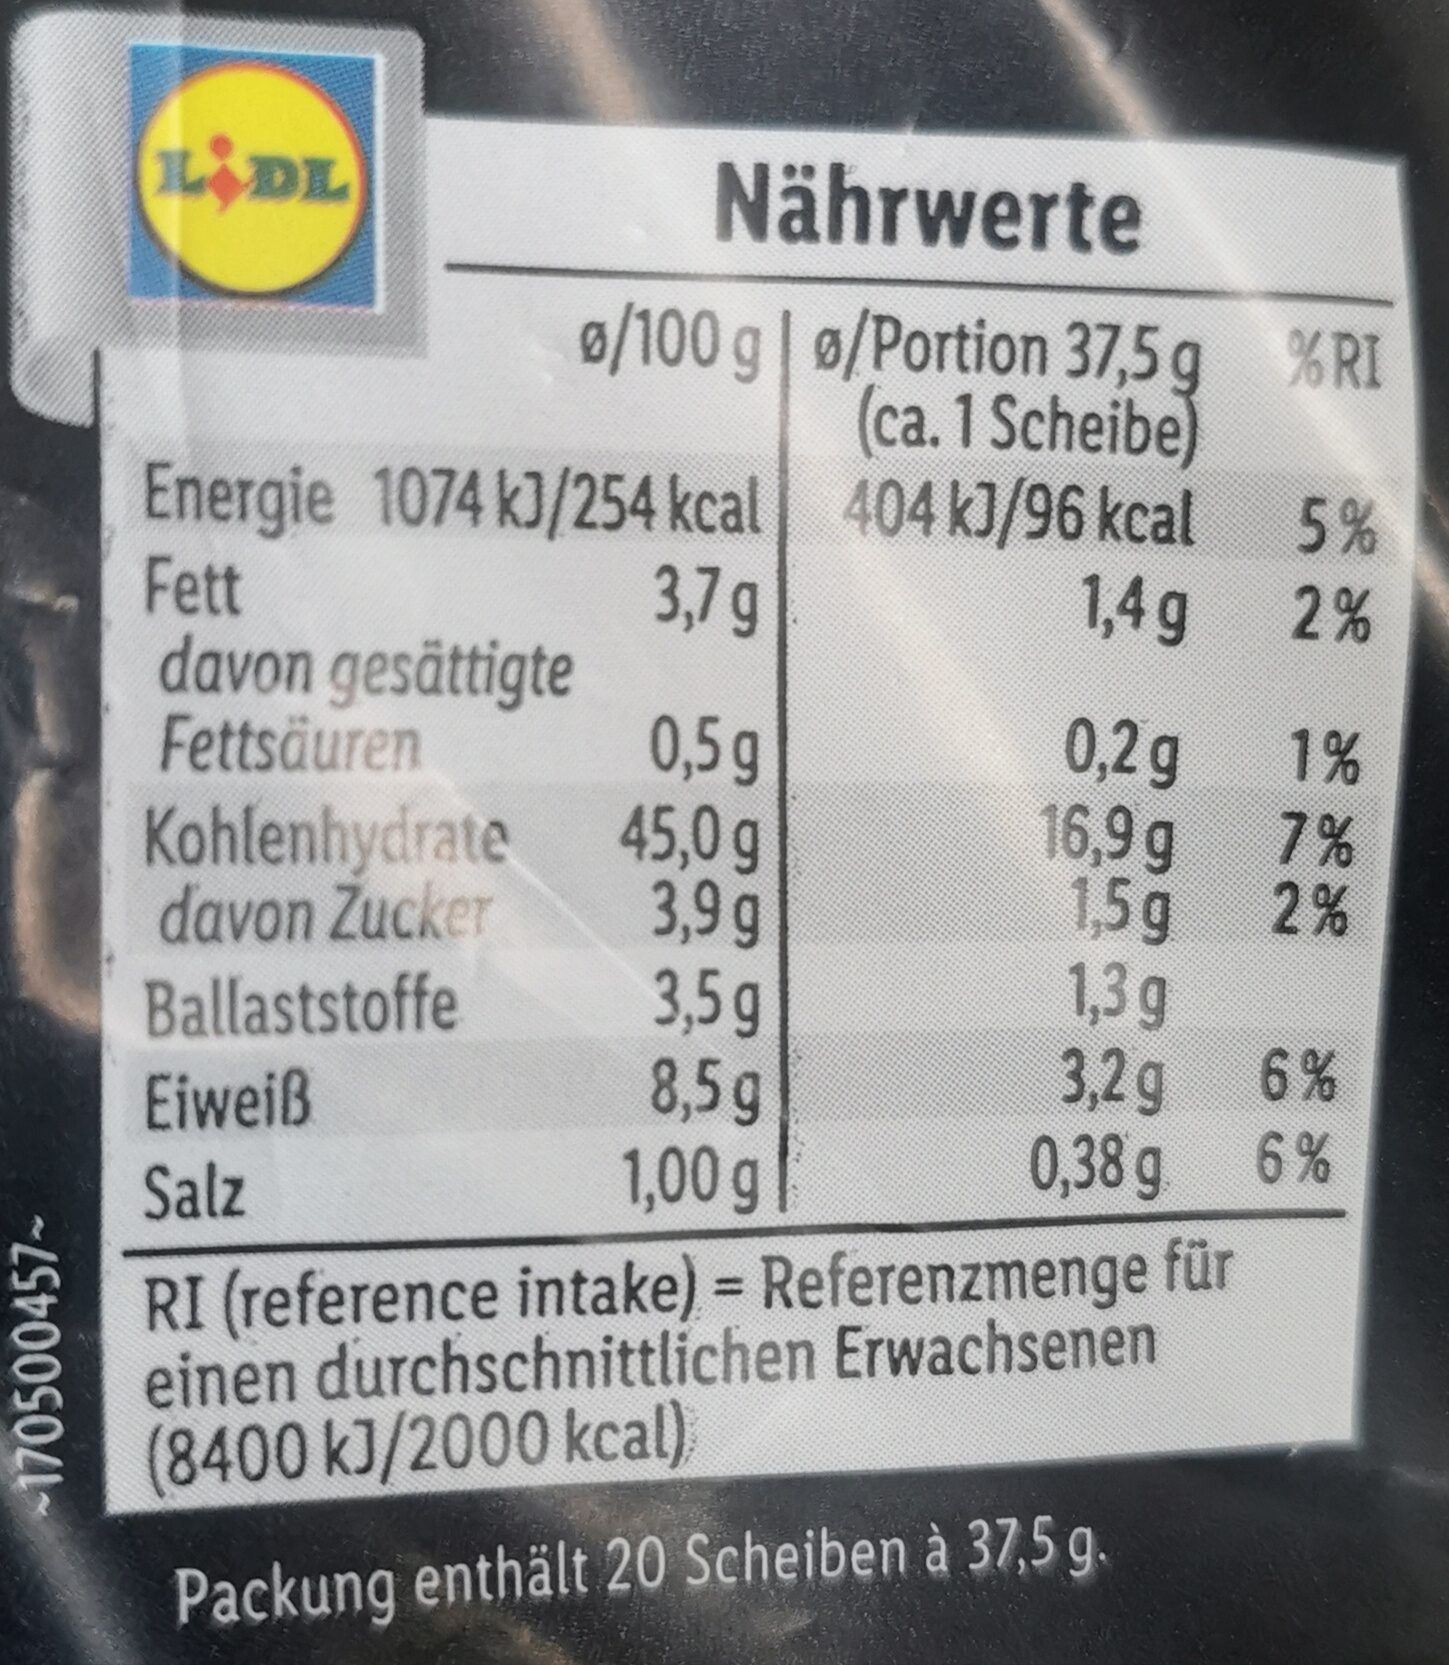 LIDL
Nährwerte
ø/100 g ø/Portion 37,5 g %RI
(ca. 1 Scheibe)
Energie 1074 kJ/254 kcal 404 kJ/96 kcal 5%
Fett 3,7 g 1,4 g 2%
davon gesättigte
Fettsäuren 0,5 g 0,2 g 1%
Kohlenhydrate 45,0 g 16,9 g 7%
davon Zucker 3,9 g 1,5 g 2%
Ballaststoffe 3,5 g 1,3 g
Eiweiß 8,5 g 3,2 g 6%
Salz 1,00 g 0,38 g 6%
RI (reference intake) = Referenzmenge für
einen durchschnittlichen Erwachsenen
(8400 kJ/2000 kcal)
Packung enthält 20 Scheiben à 37,5 g.
~170500457~